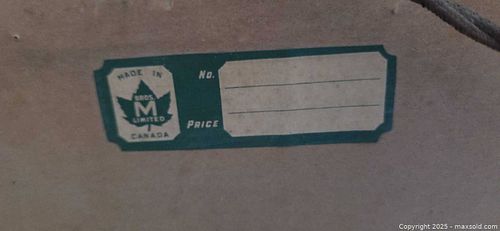 MADE IN
BROS.
M
LIMITED
CANADA
No.
PRICE
Copyright © 2025 - maxsold.com